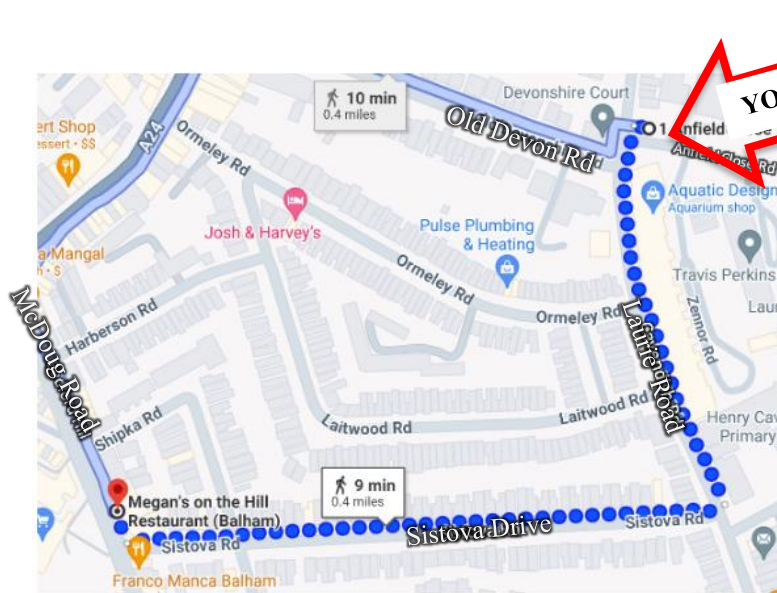 10 min
0.4 miles
Devonshire Court
YO
Old Devon Rd
A24
Ormeley Rd
ert Shop
essert · $$
Aquatic Design
Aquarium shop
Josh & Harvey's
Pulse Plumbing
& Heating
a Mangal
· $
Ormeley Rd
Travis Perkins
Zennor Rd
Lau
Ormeley Rd
Laurie Road
McDoug Road
Harberson Rd
Shipka Rd
Laitwood Rd
Laitwood Rd
Henry Cav
Primary
9 min
0.4 miles
Megan's on the Hill
Restaurant (Balham)
Sistova Rd
Sistova Drive
Sistova Rd
Franco Manca Balham